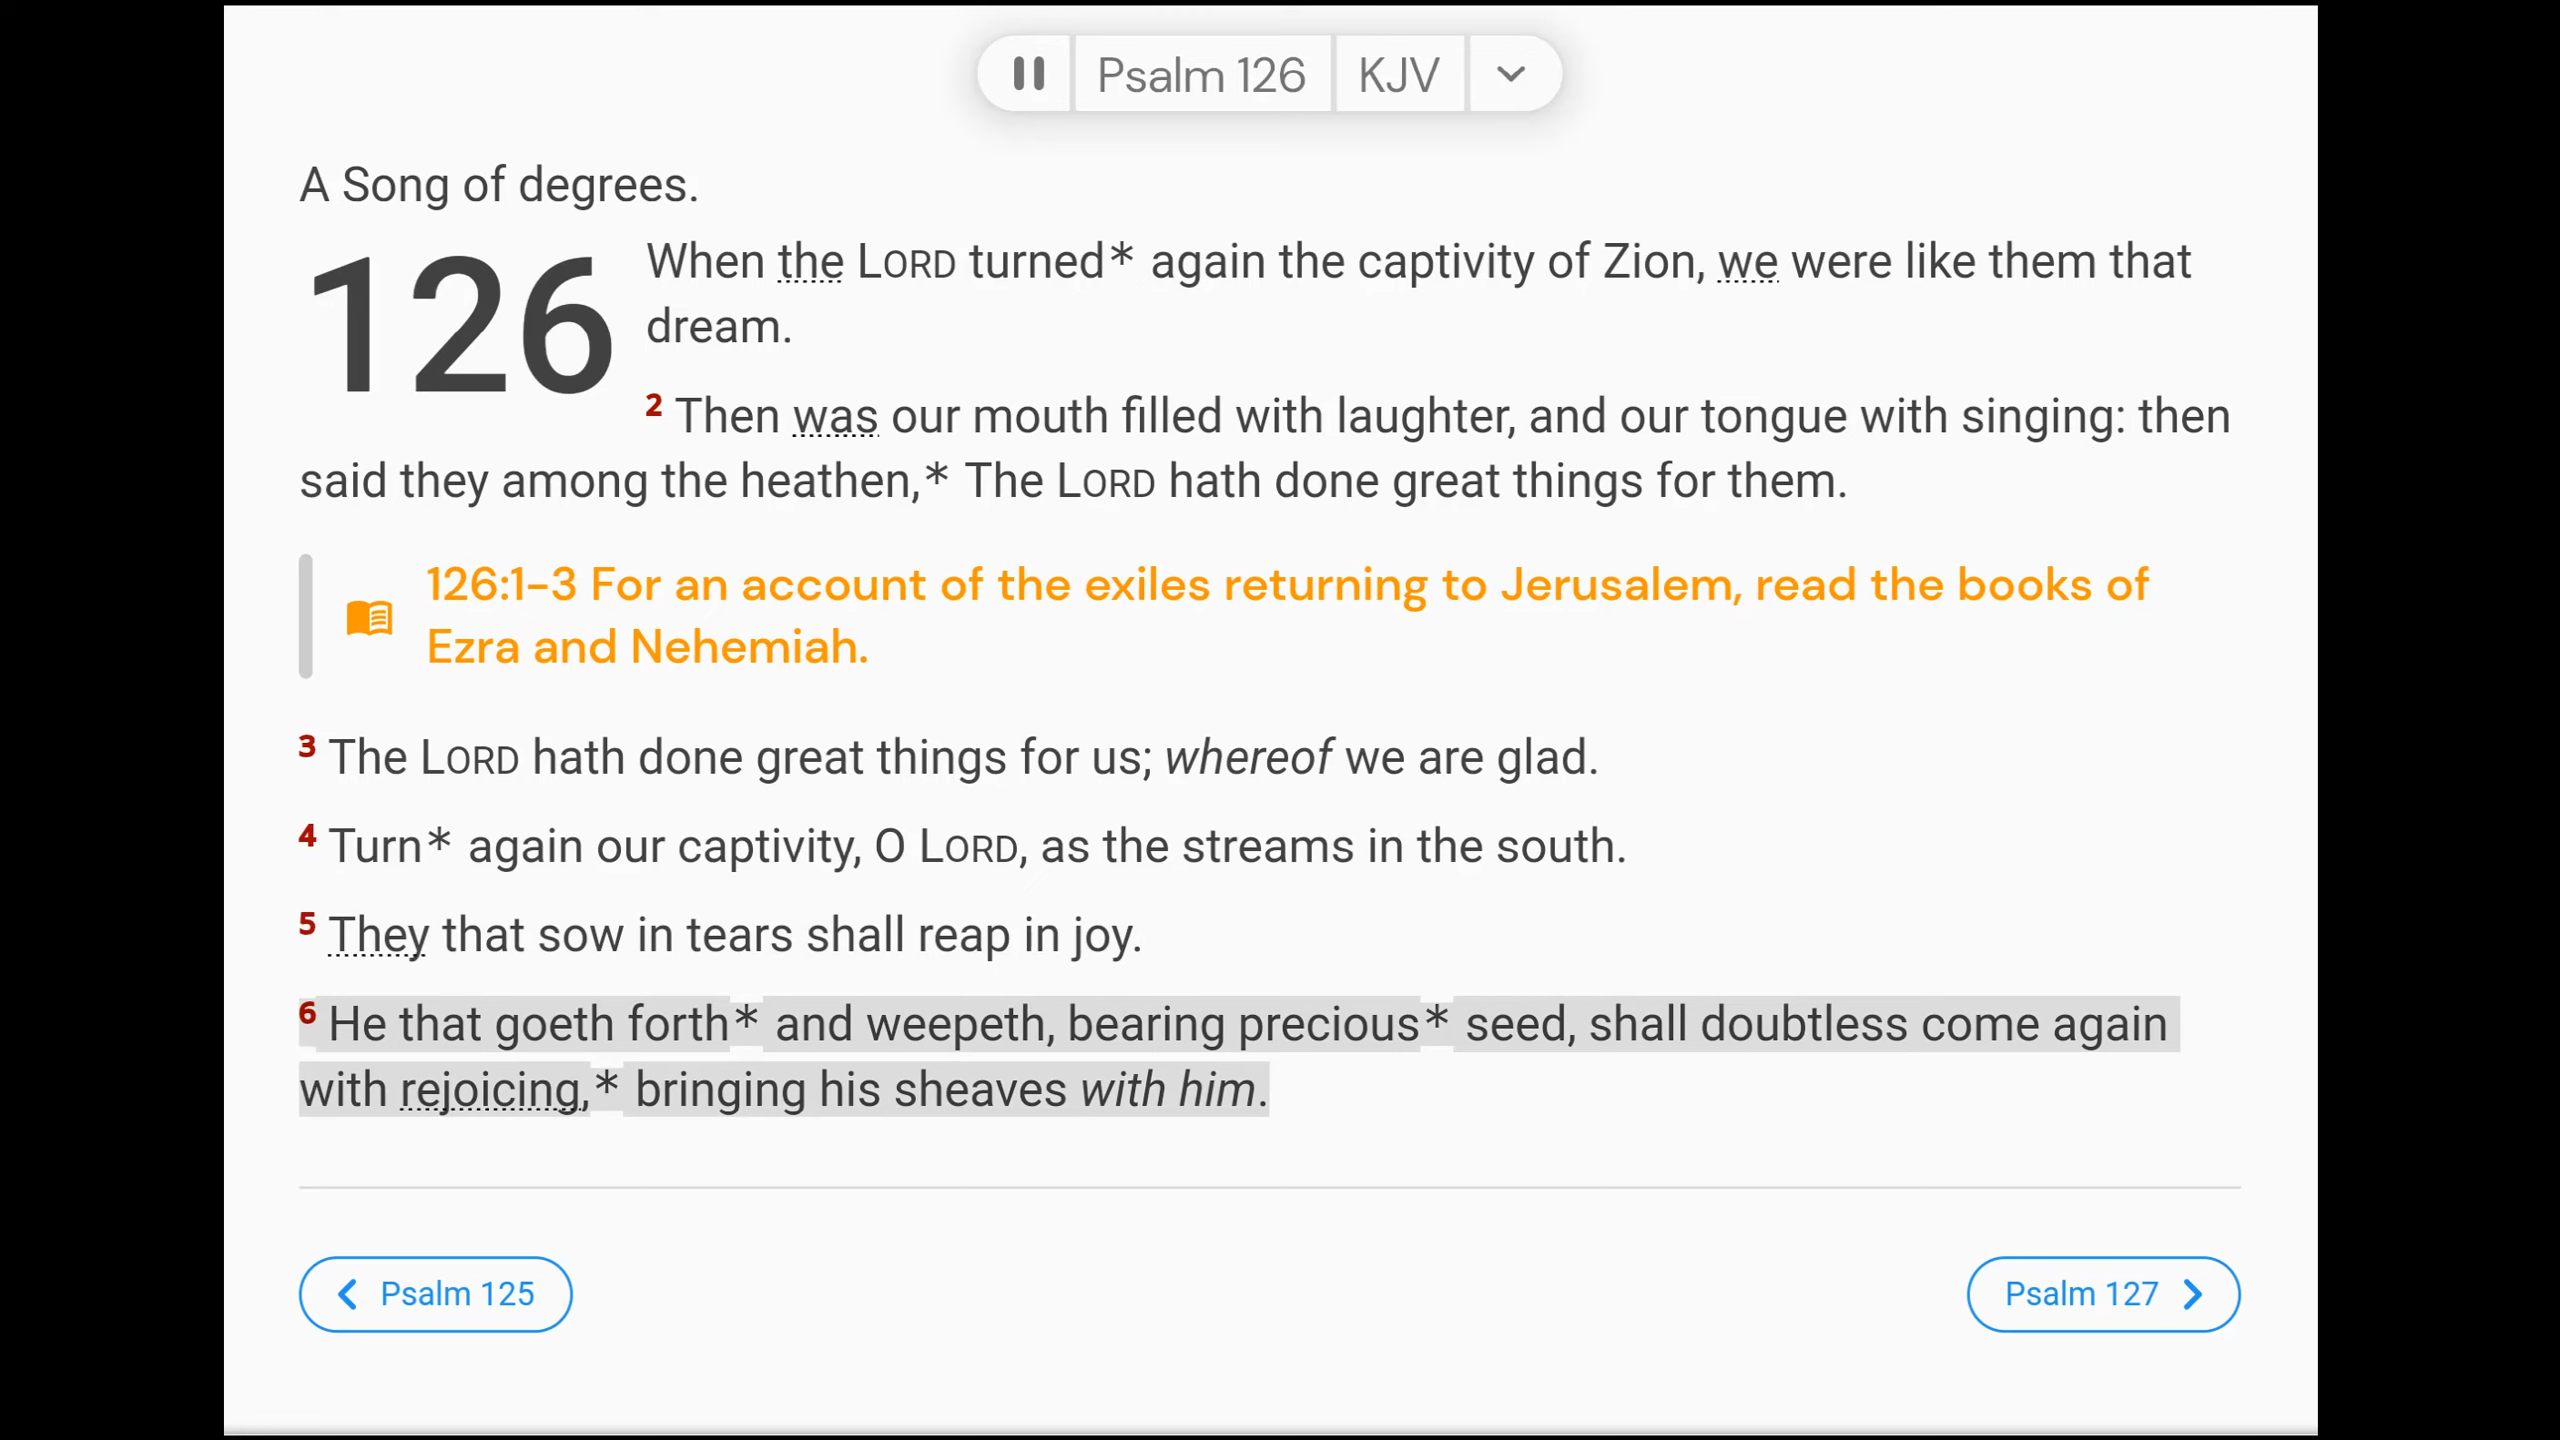 Psalm 126 KJV
A Song of degrees.
126 When the LORD turned* again the captivity of Zion, we were like them that
dream.
2 Then was our mouth filled with laughter, and our tongue with singing: then
said they among the heathen,* The LORD hath done great things for them.
126:1-3 For an account of the exiles returning to Jerusalem, read the books of
Ezra and Nehemiah.
3 The LORD hath done great things for us; whereof we are glad.
4 Turn* again our captivity, O LORD, as the streams in the south.
5 They that sow in tears shall reap in joy.
6 He that goeth forth* and weepeth, bearing precious* seed, shall doubtless come again
with rejoicing,* bringing his sheaves with him.
Psalm 125
Psalm 127